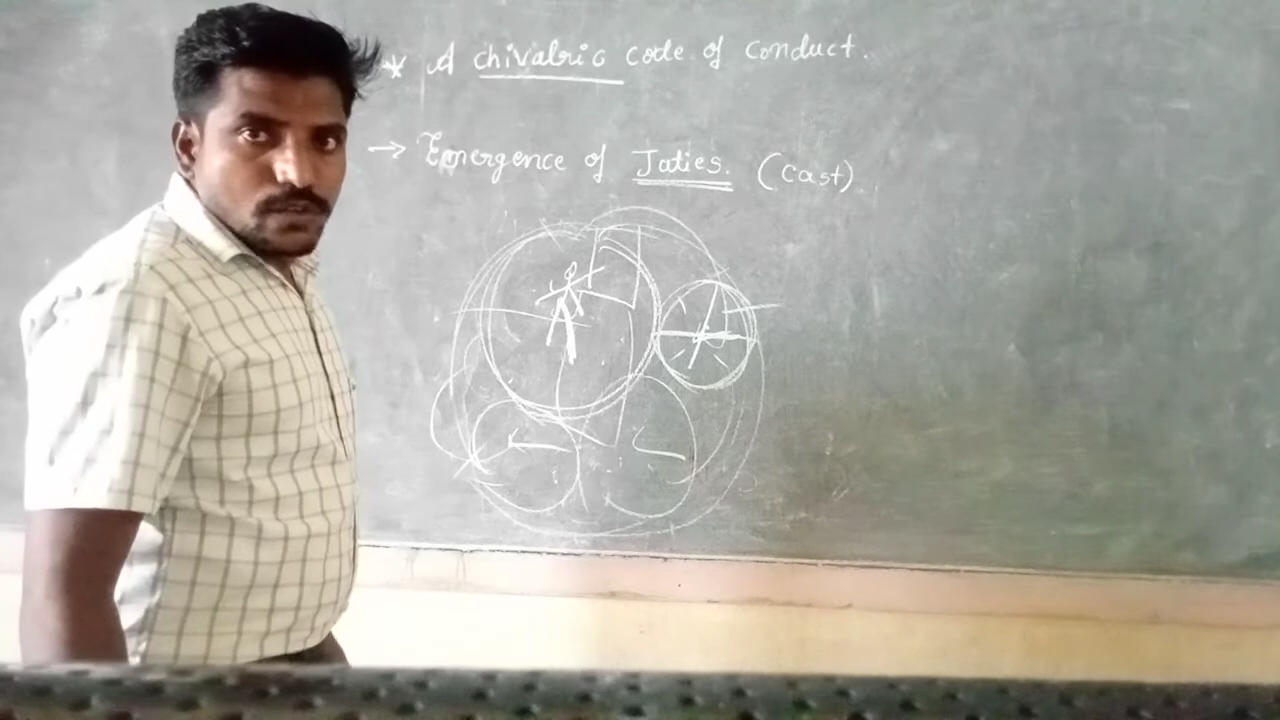 * A chivalric code of conduct.
→ Emergence of Jaties. (cast)